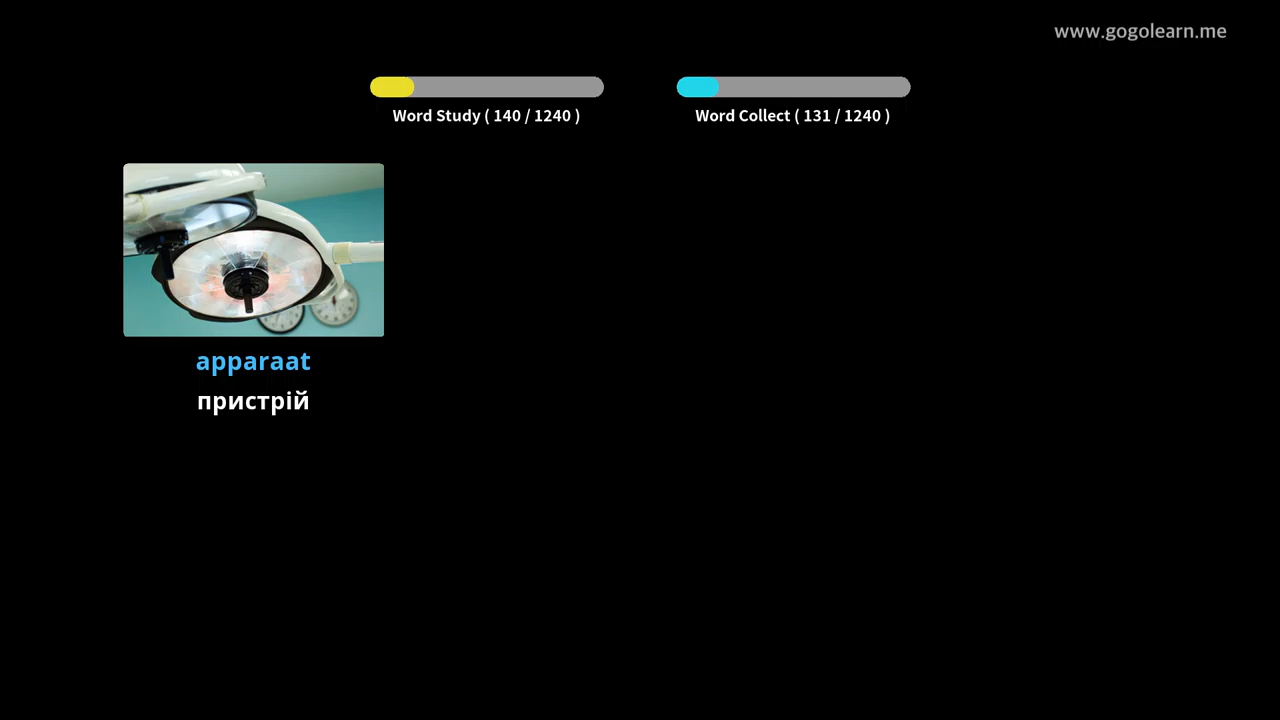 www.gogolearn.me
Word Study ( 140 / 1240 )
Word Collect ( 131 / 1240 )
apparaat
пристрій